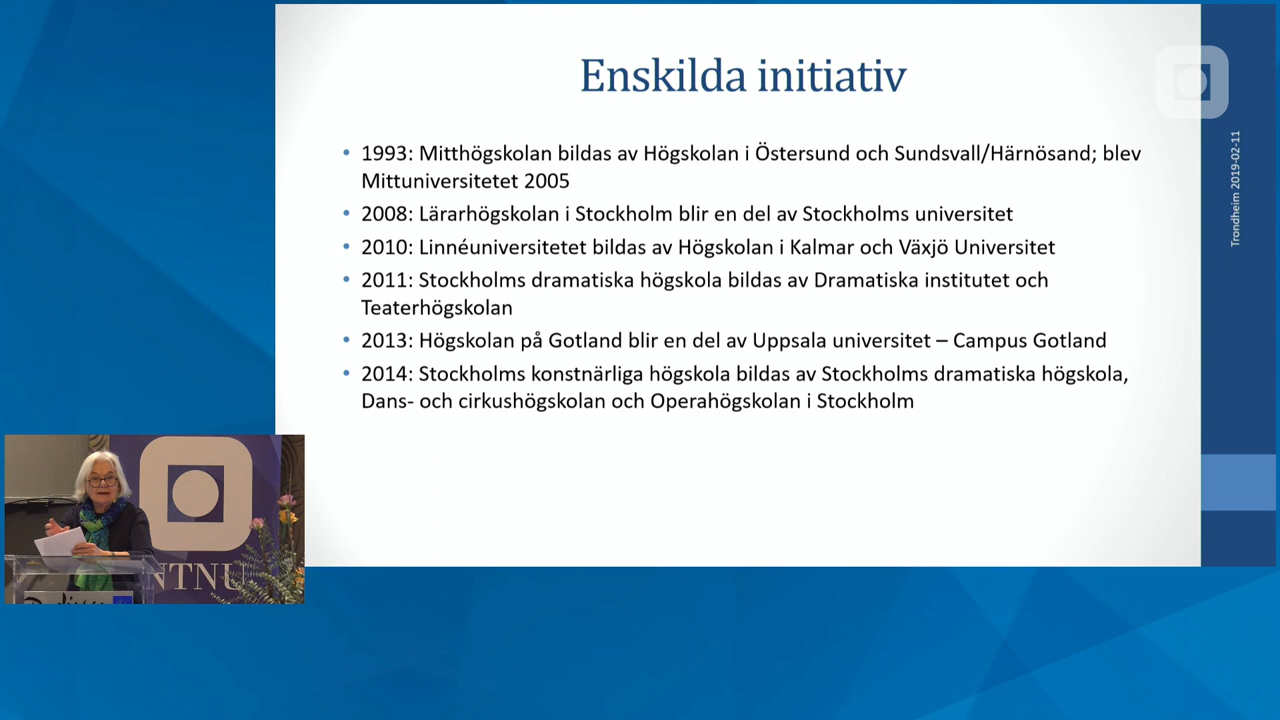 Enskilda initiativ
• 1993: Mitthögskolan bildas av Högskolan i Östersund och Sundsvall/Härnösand; blev
Mittuniversitetet 2005
• 2008: Lärarhögskolan i Stockholm blir en del av Stockholms universitet
• 2010: Linnéuniversitetet bildas av Högskolan i Kalmar och Växjö Universitet
• 2011: Stockholms dramatiska högskola bildas av Dramatiska institutet och
Teaterhögskolan
• 2013: Högskolan på Gotland blir en del av Uppsala universitet – Campus Gotland
• 2014: Stockholms konstnärliga högskola bildas av Stockholms dramatiska högskola,
Dans- och cirkushögskolan och Operahögskolan i Stockholm
Trondheim 2019-02-11
NTNU